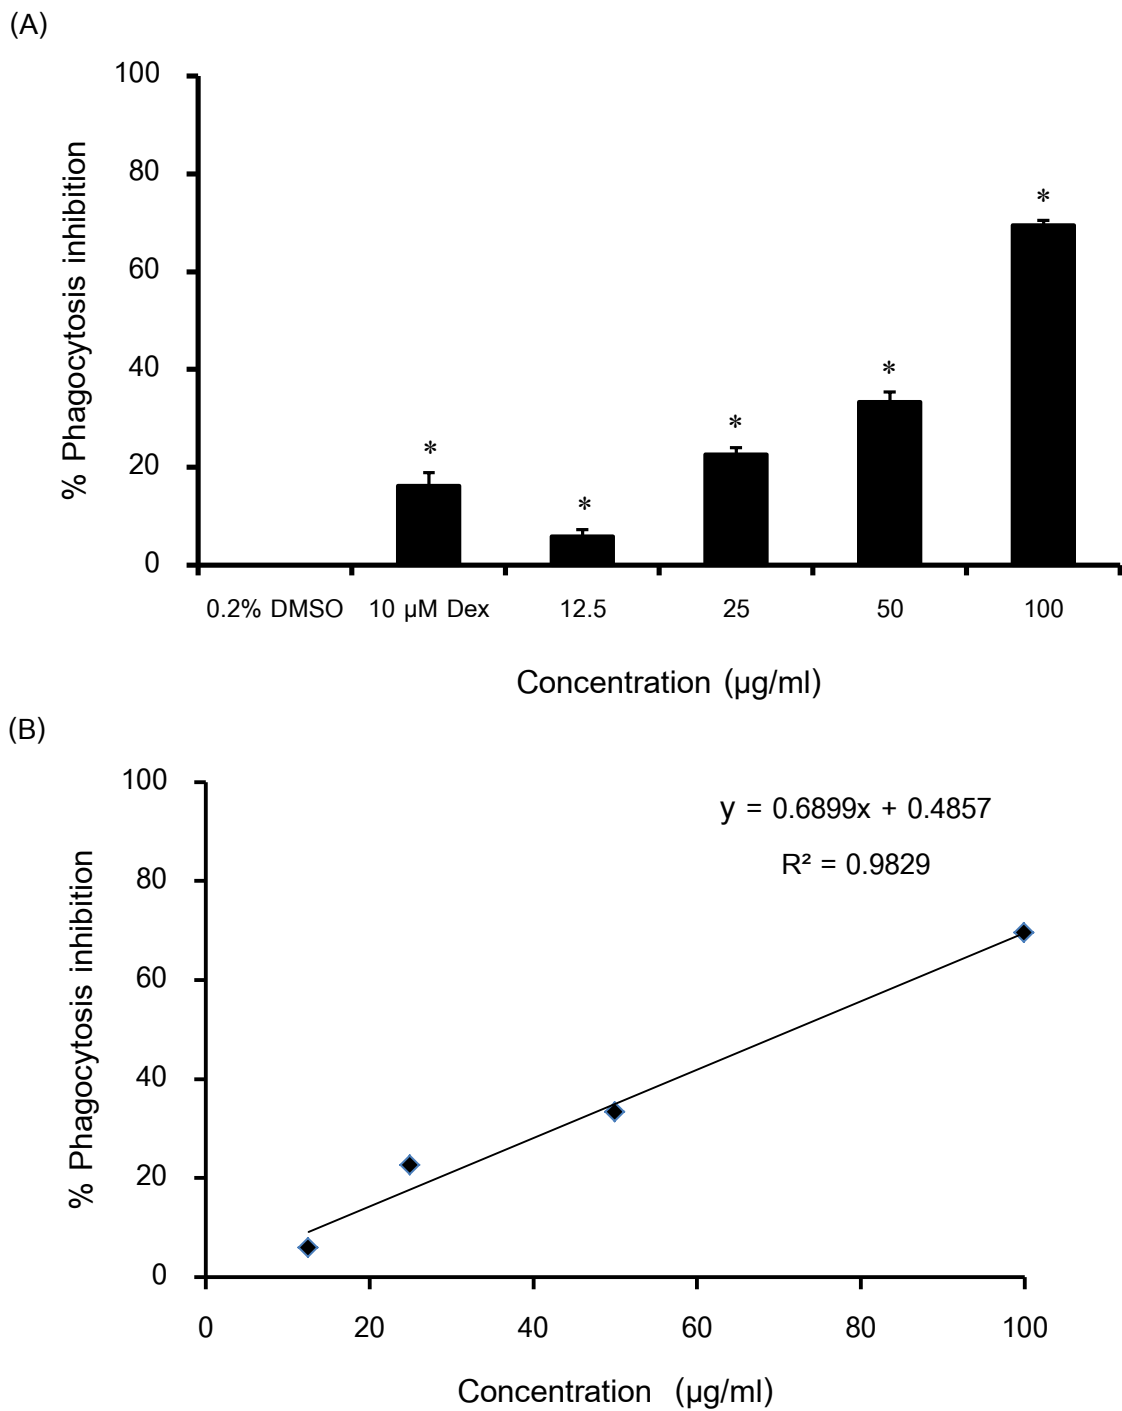 (A)
100
80
60
40
20
0
% Phagocytosis inhibition
*
*
*
*
*
0.2% DMSO 10 µM Dex 12.5 25 50 100
Concentration (µg/ml)
(B)
100
80
60
40
20
0
% Phagocytosis inhibition
y = 0.6899x + 0.4857
R² = 0.9829
0 20 40 60 80 100
Concentration (µg/ml)